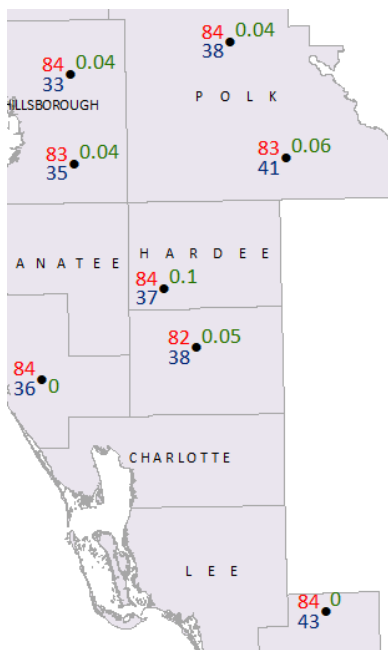 84 0.04
38
84 0.04
33
HILLSBOROUGH
P O L K
83 0.04
35
83 0.06
41
A N A T E E
H A R D E E
84 0.1
37
82 0.05
38
84
36 0
CHARLOTTE
L E E
84 0
43